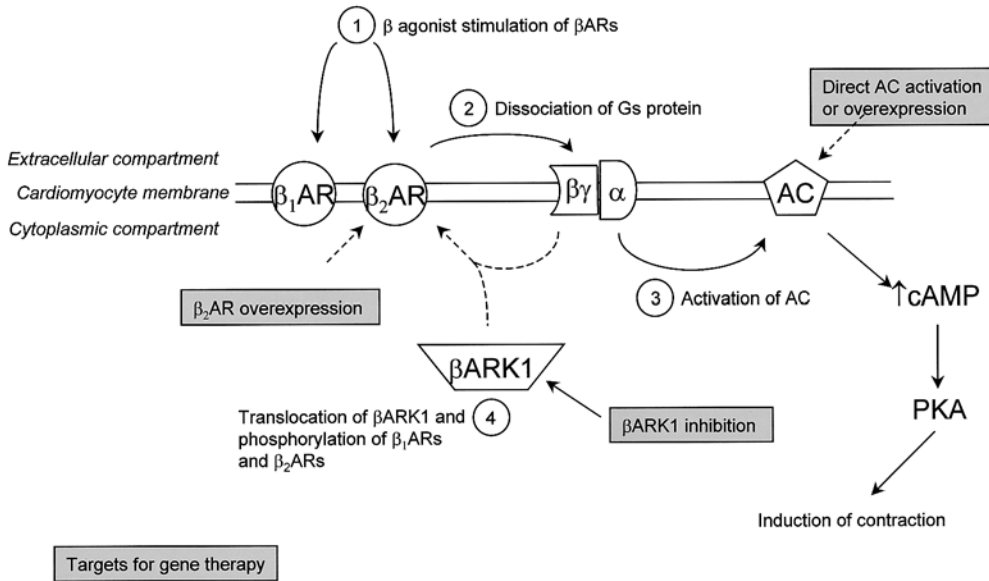 1 β agonist stimulation of βARs
2 Dissociation of Gs protein
Direct AC activation
or overexpression
Extracellular compartment
Cardiomyocyte membrane
Cytoplasmic compartment
β₁AR
β₂AR
βγ
α
AC
3 Activation of AC
β₂AR overexpression
↑cAMP
βARK1
PKA
4
Translocation of βARK1 and
phosphorylation of β₁ARs
and β₂ARs
βARK1 inhibition
Induction of contraction
Targets for gene therapy